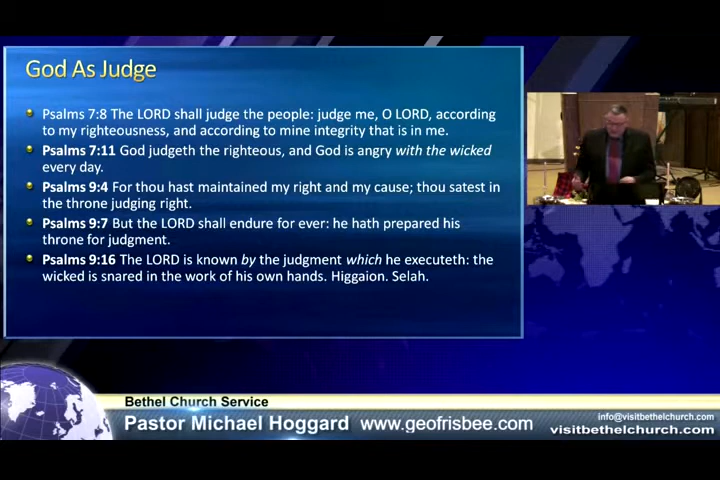 God As Judge
Psalms 7:8 The LORD shall judge the people: judge me, O LORD, according
to my righteousness, and according to mine integrity that is in me.
Psalms 7:11 God judgeth the righteous, and God is angry with the wicked
every day.
Psalms 9:4 For thou hast maintained my right and my cause; thou satest in
the throne judging right.
Psalms 9:7 But the LORD shall endure for ever: he hath prepared his
throne for judgment.
Psalms 9:16 The LORD is known by the judgment which he executeth: the
wicked is snared in the work of his own hands. Higgaion. Selah.
Bethel Church Service
Pastor Michael Hoggard www.geofrisbee.com
info@visitbethelchurch.com
visitbethelchurch.com